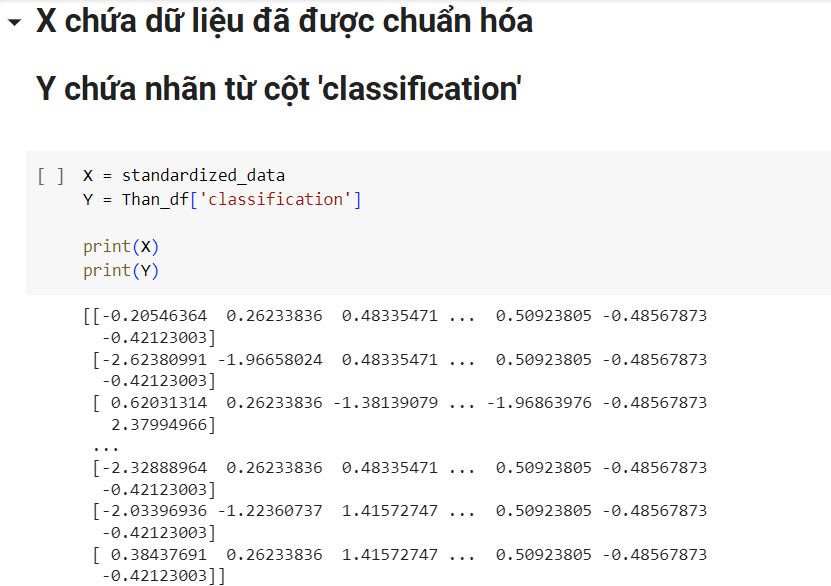 X chứa dữ liệu đã được chuẩn hóa
Y chứa nhãn từ cột 'classification'
[ ] X = standardized_data
Y = Than_df['classification']
print(X)
print(Y)
[[-0.20546364 0.26233836 0.48335471 ... 0.50923805 -0.48567873
-0.42123003]
[-2.62380991 -1.96658024 0.48335471 ... 0.50923805 -0.48567873
-0.42123003]
[ 0.62031314 0.26233836 -1.38139079 ... -1.96863976 -0.48567873
2.37994966]
...
[-2.32888964 0.26233836 0.48335471 ... 0.50923805 -0.48567873
-0.42123003]
[-2.03396936 -1.22360737 1.41572747 ... 0.50923805 -0.48567873
-0.42123003]
[ 0.38437691 0.26233836 1.41572747 ... 0.50923805 -0.48567873
-0.42123003]]